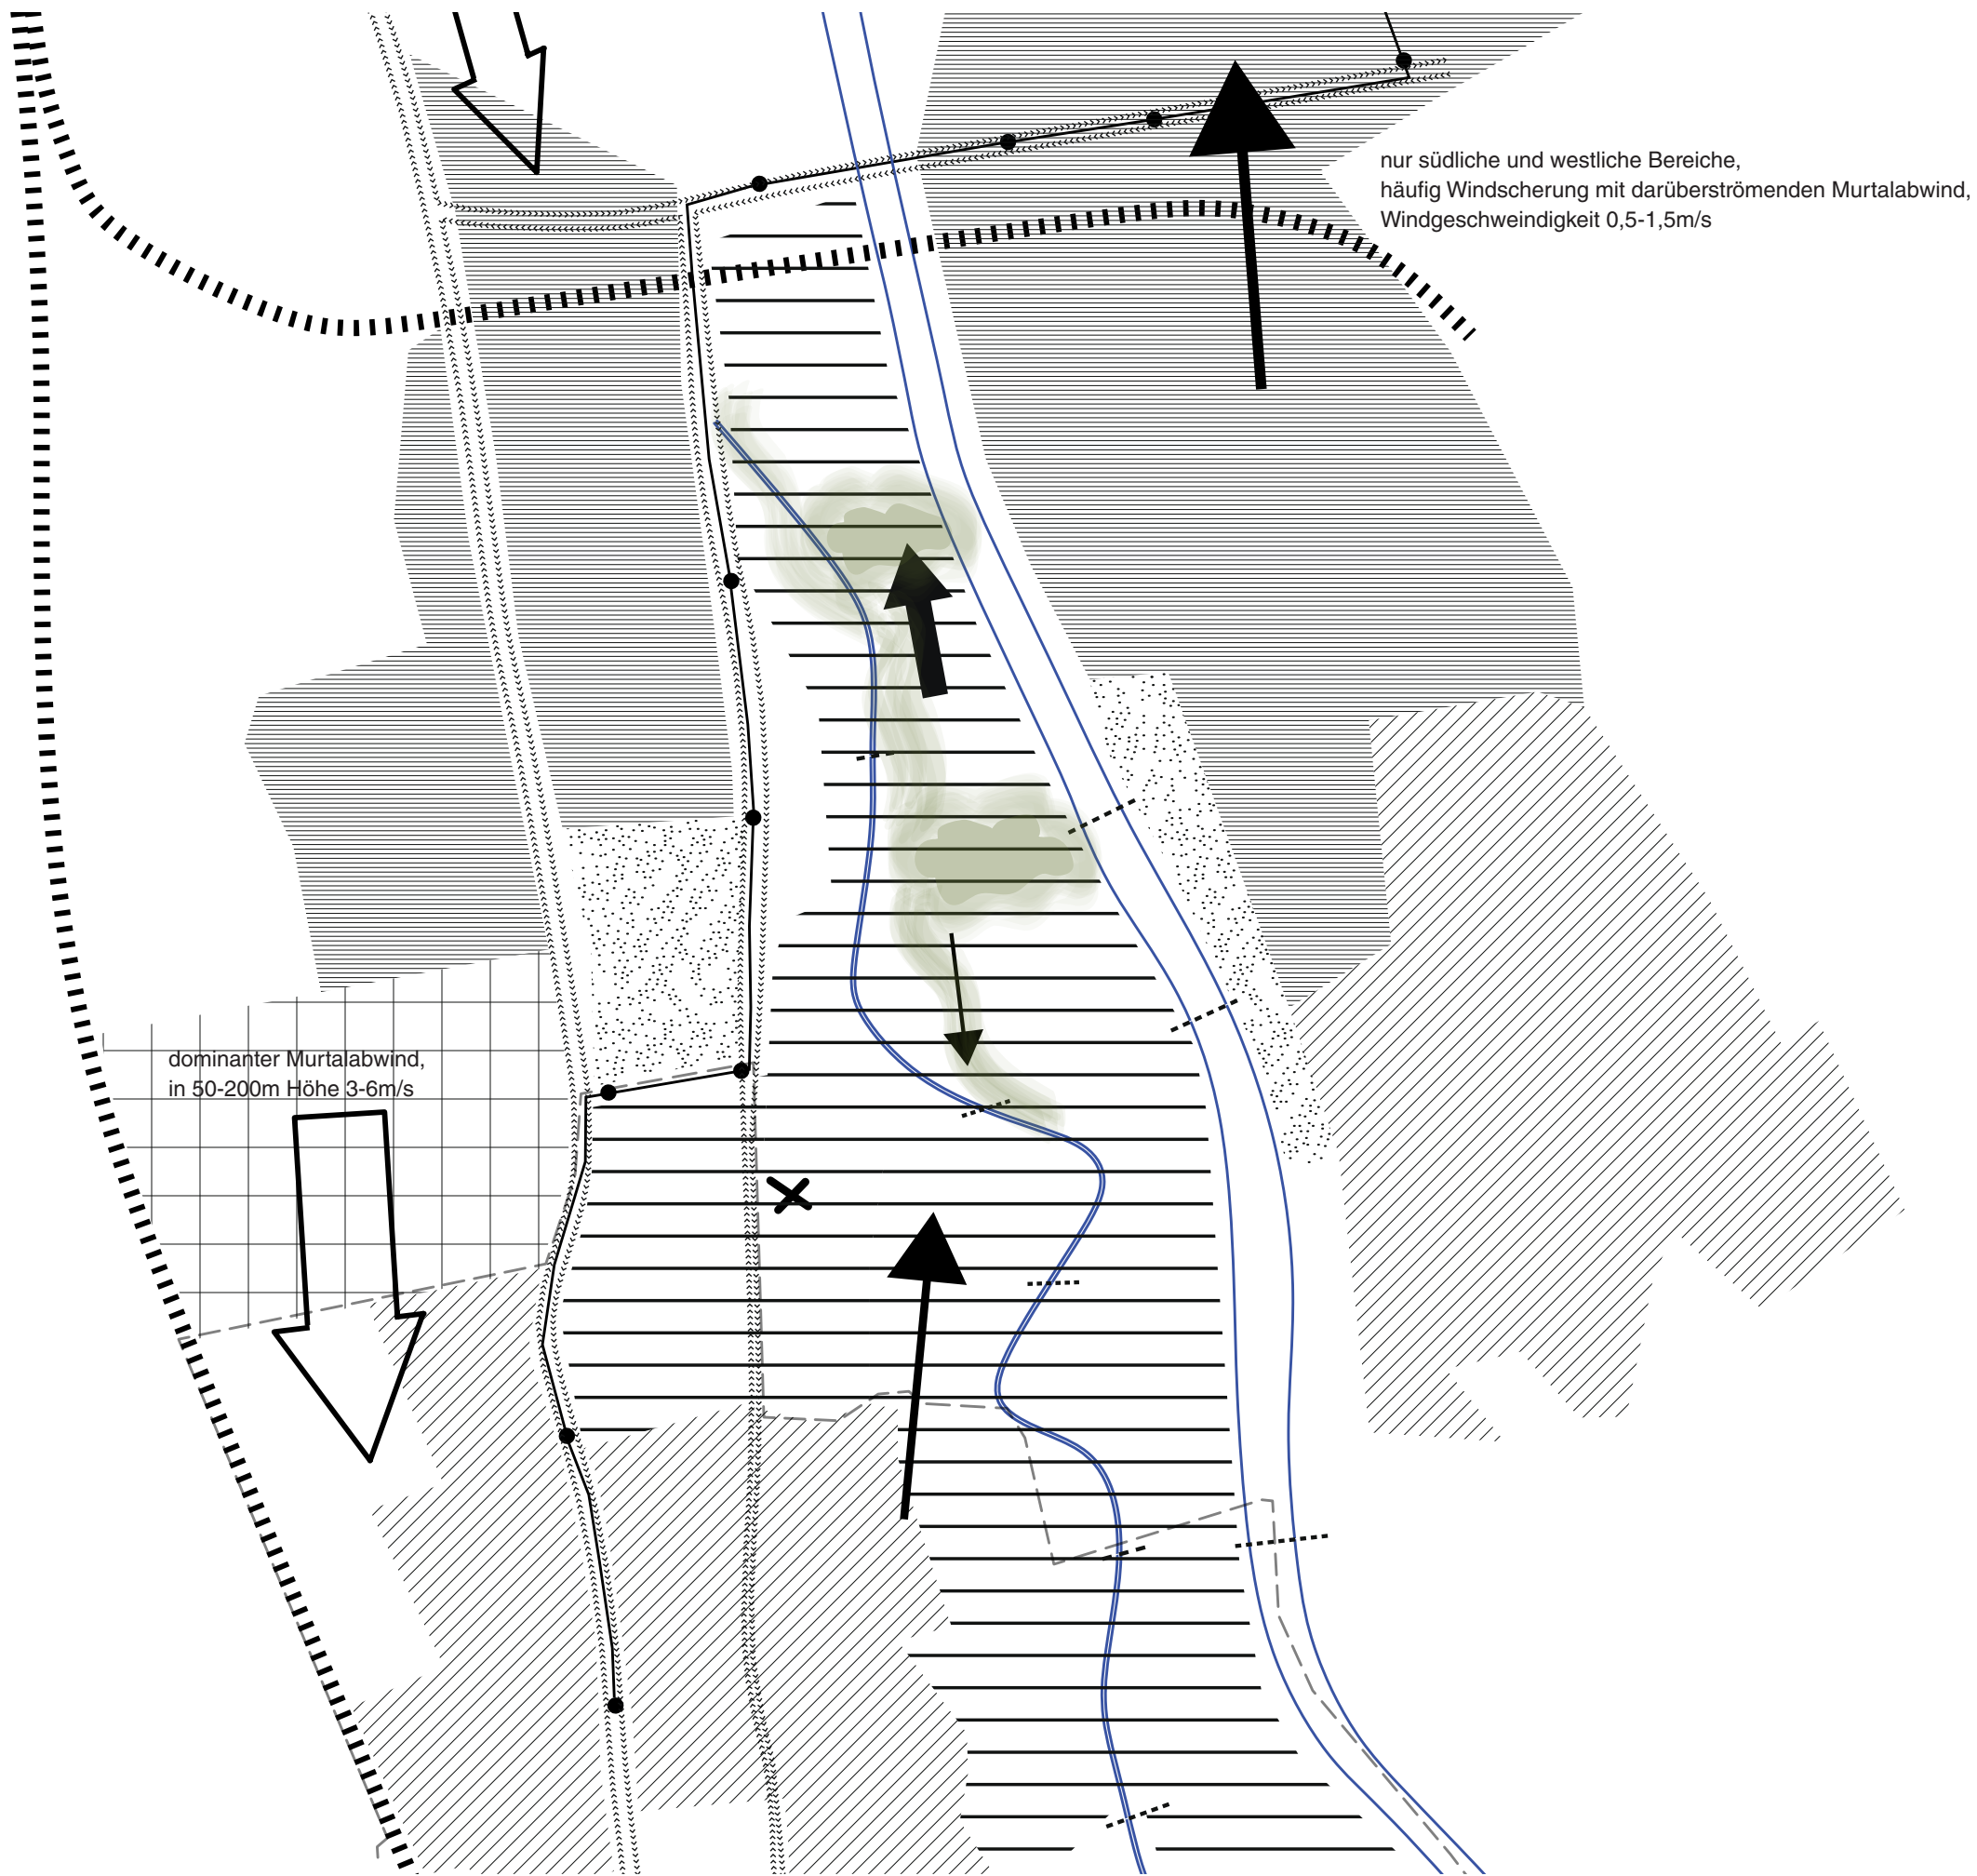 nur südliche und westliche Bereiche,
häufig Windscherung mit darüberströmenden Murtalabwind,
Windgeschweindigkeit 0,5-1,5m/s
dominanter Murtalabwind,
in 50-200m Höhe 3-6m/s